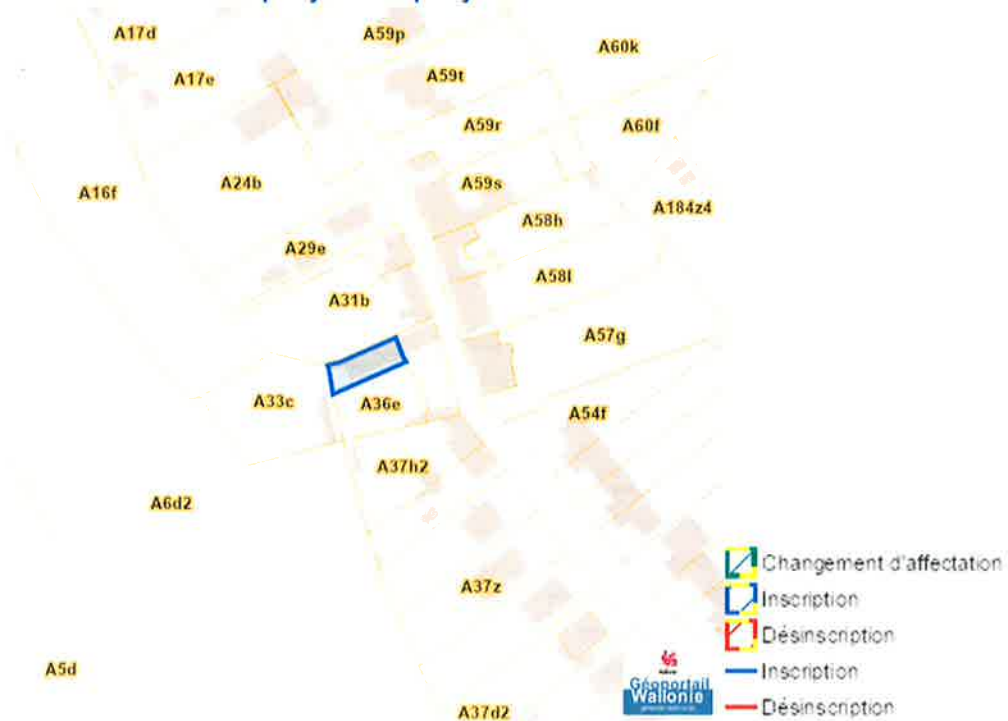 A17d
A59p
A60k
A17e
A59t
A59r
A60f
A16f
A24b
A59s
A184z4
A58h
A29e
A58l
A31b
A57g
A33c
A36e
A54f
A37h2
A6d2
A37z
A5d
A37d2
Changement d'affectation
Inscription
Désinscription
Inscription
Désinscription
Géoportail
Wallonie